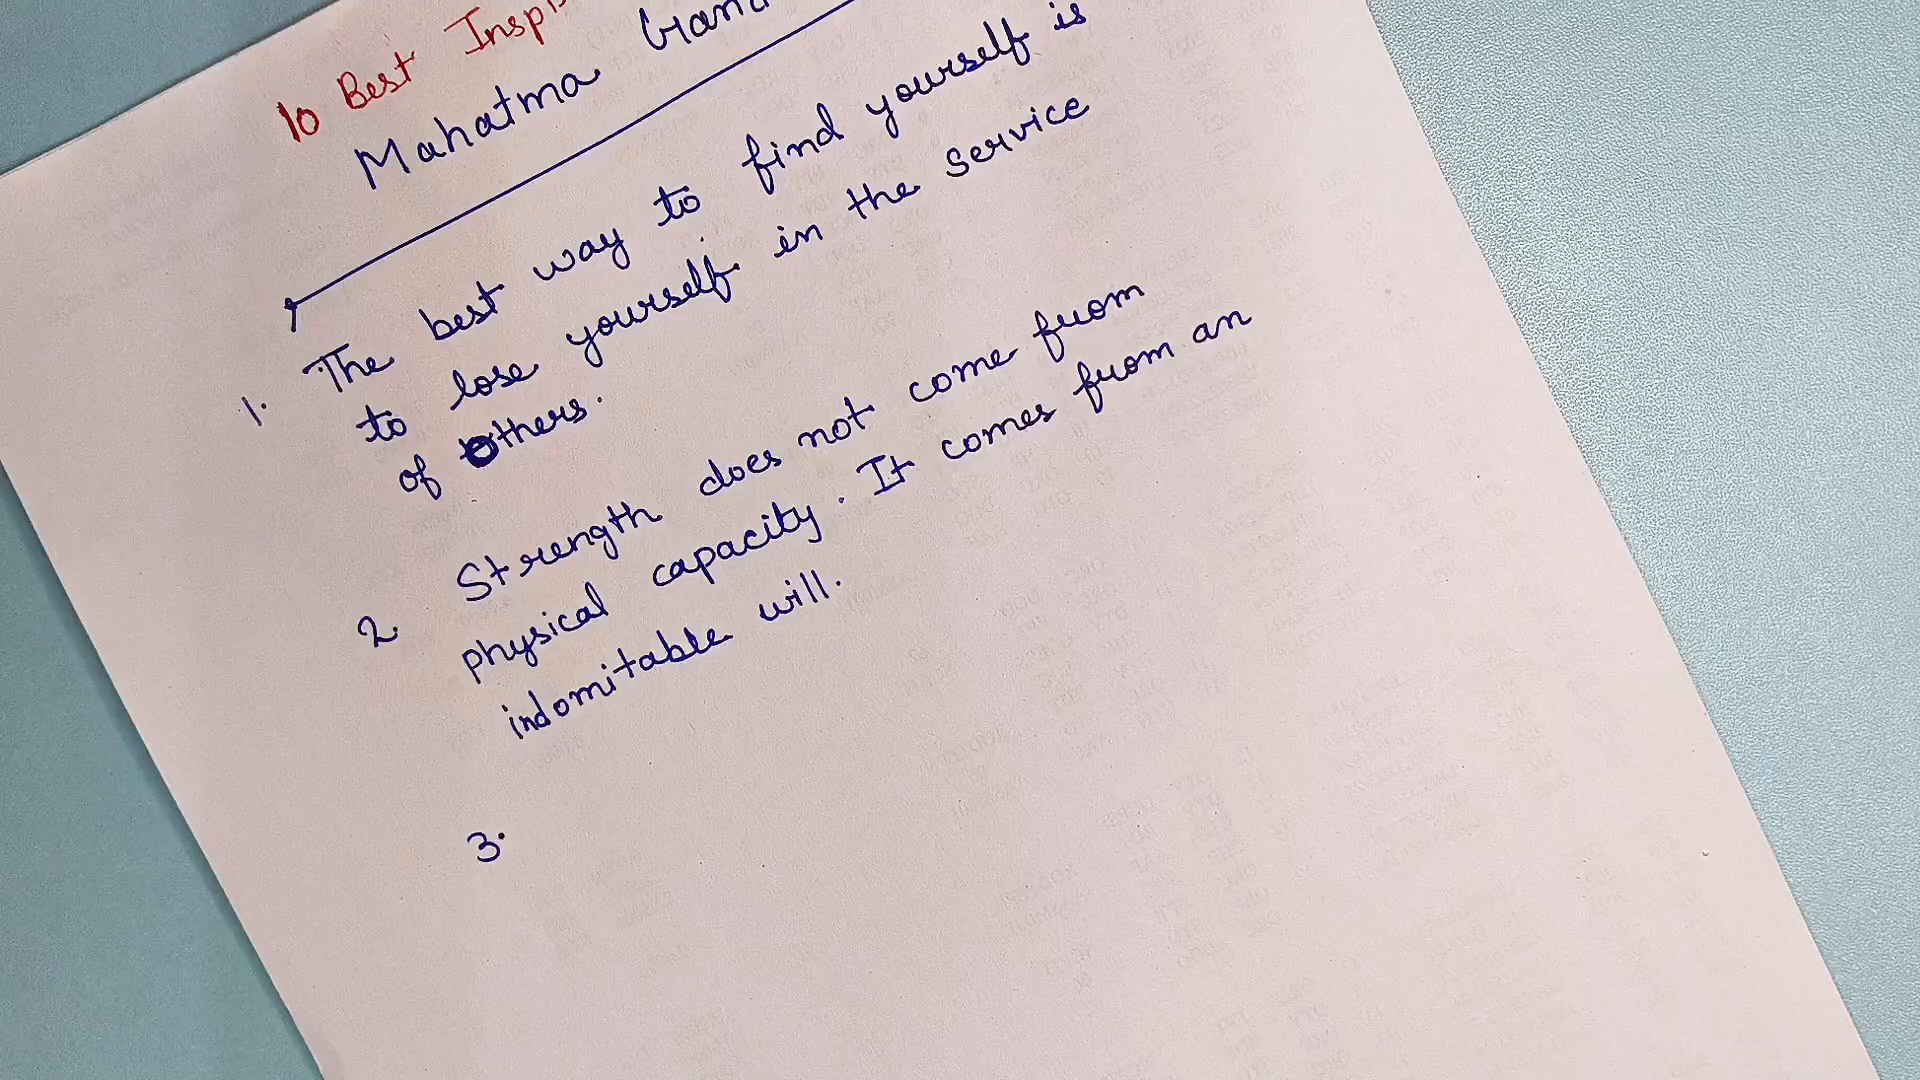 10 Best Insp
Mahatma Gand
1. The best way to find yourself is
to lose yourself in the service
of others.
2. Strength does not come from
physical capacity. It comes from an
indomitable will.
3.